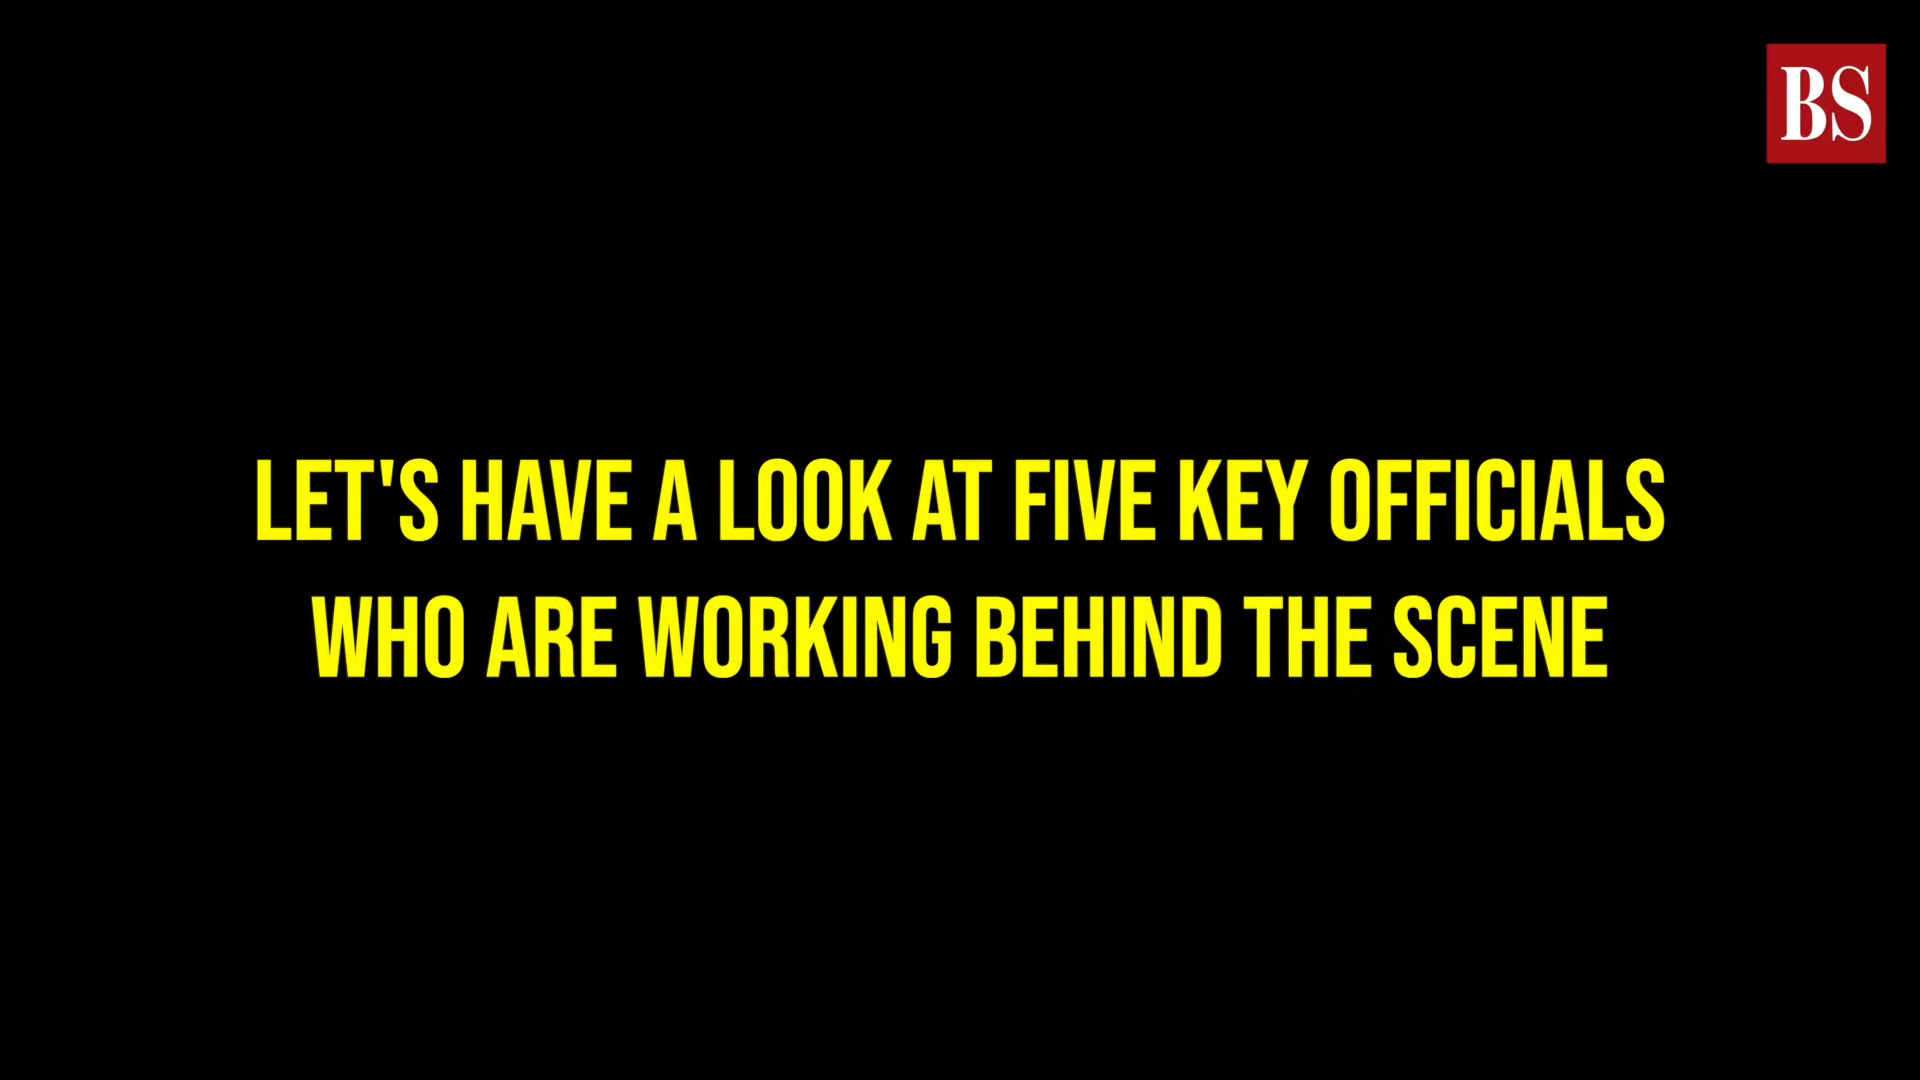 BS
LET'S HAVE A LOOK AT FIVE KEY OFFICIALS
WHO ARE WORKING BEHIND THE SCENE